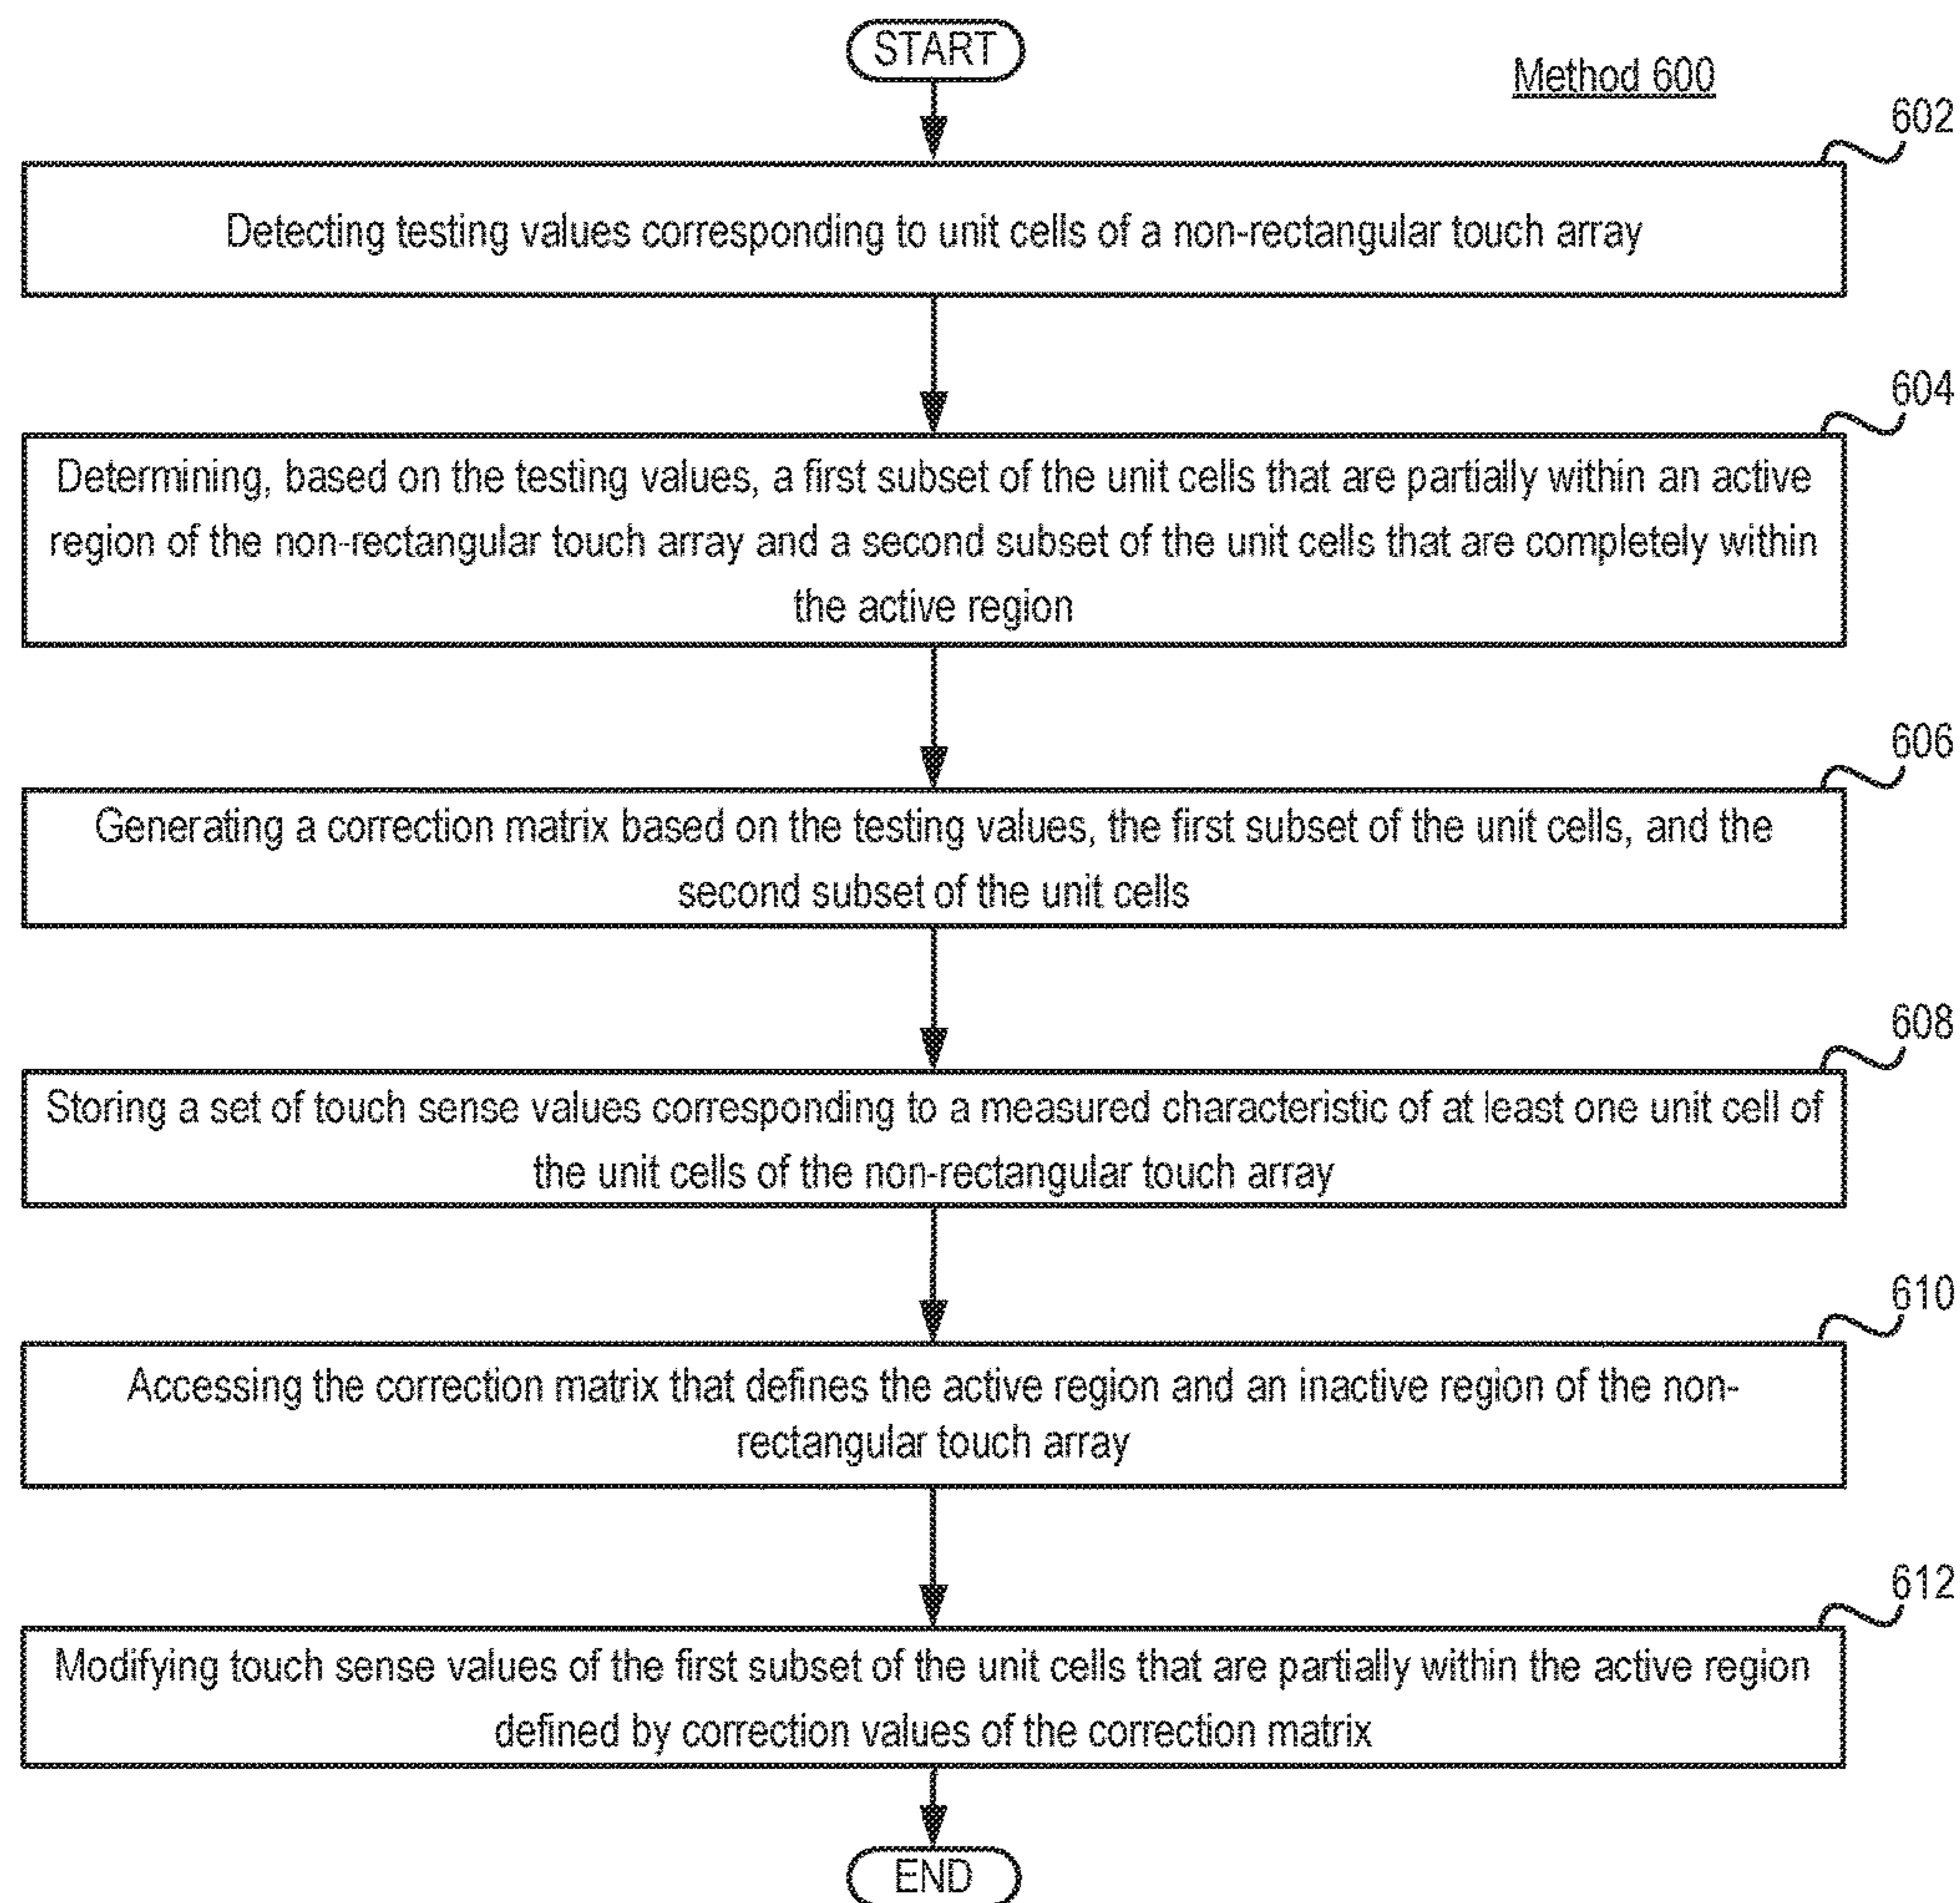 START
Method 600
602
Detecting testing values corresponding to unit cells of a non-rectangular touch array
604
Determining, based on the testing values, a first subset of the unit cells that are partially within an active
region of the non-rectangular touch array and a second subset of the unit cells that are completely within
the active region
606
Generating a correction matrix based on the testing values, the first subset of the unit cells, and the
second subset of the unit cells
608
Storing a set of touch sense values corresponding to a measured characteristic of at least one unit cell of
the unit cells of the non-rectangular touch array
610
Accessing the correction matrix that defines the active region and an inactive region of the non-
rectangular touch array
612
Modifying touch sense values of the first subset of the unit cells that are partially within the active region
defined by correction values of the correction matrix
END